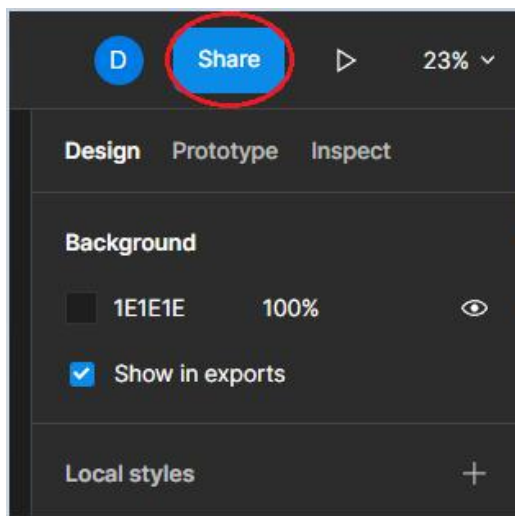 D Share 23%
Design Prototype Inspect
Background
1E1E1E 100%
Show in exports
Local styles